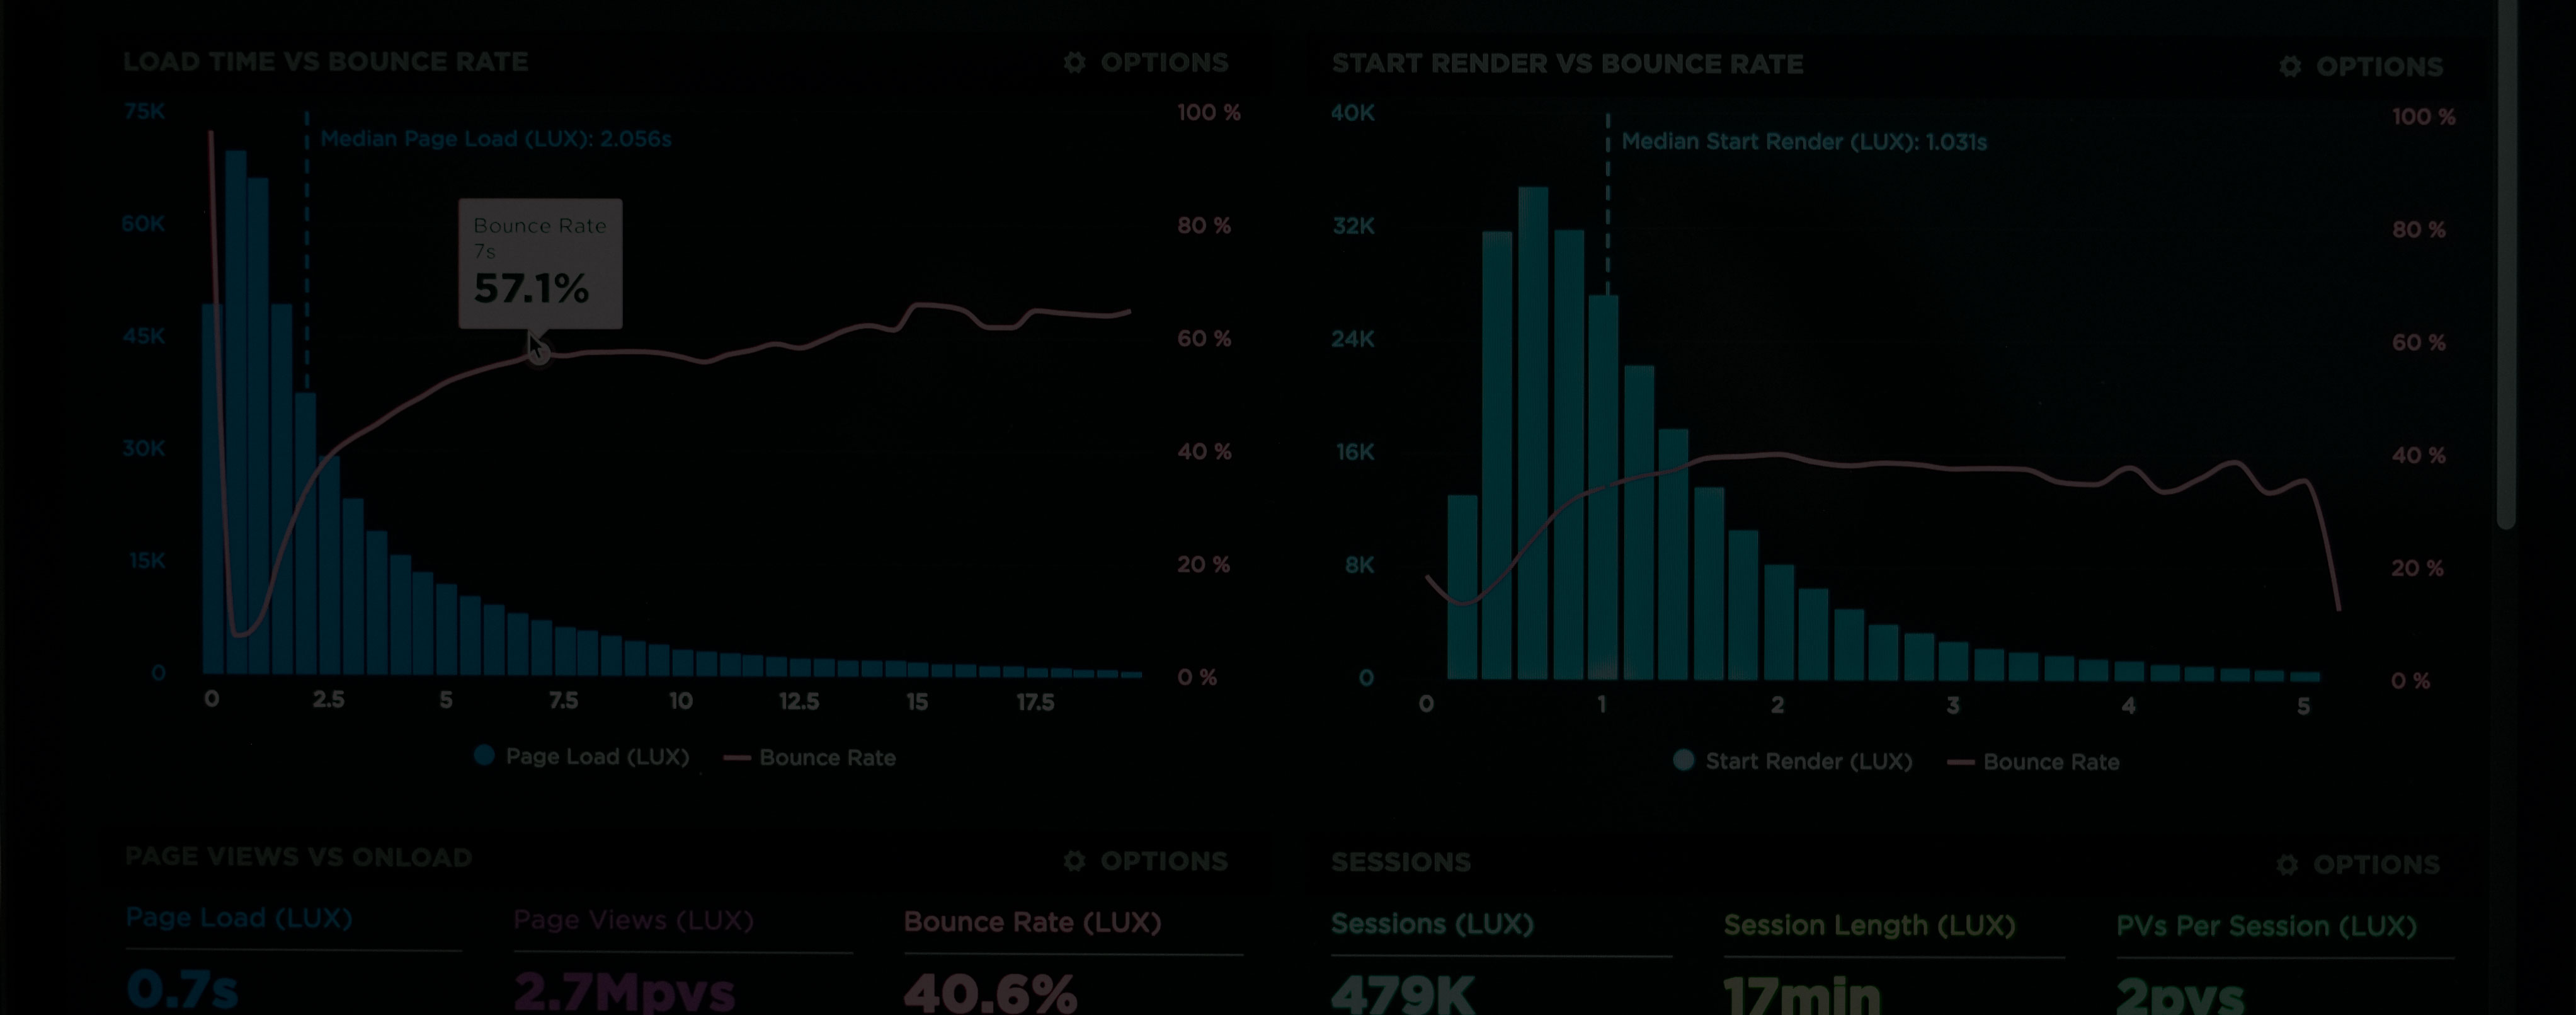 LOAD TIME VS BOUNCE RATE
OPTIONS
75K
60K
45K
30K
15K
0
100 %
80 %
60 %
40 %
20 %
0 %
Median Page Load (LUX): 2.056s
Bounce Rate
7s
57.1%
0 2.5 5 7.5 10 12.5 15 17.5
Page Load (LUX) Bounce Rate
START RENDER VS BOUNCE RATE
OPTIONS
40K
32K
24K
16K
8K
0
100 %
80 %
60 %
40 %
20 %
0 %
Median Start Render (LUX): 1.031s
0 1 2 3 4 5
Start Render (LUX) Bounce Rate
PAGE VIEWS VS ONLOAD
OPTIONS
Page Load (LUX)
0.7s
Page Views (LUX)
2.7Mpvs
Bounce Rate (LUX)
40.6%
SESSIONS
OPTIONS
Sessions (LUX)
479K
Session Length (LUX)
17min
PVs Per Session (LUX)
2pvs